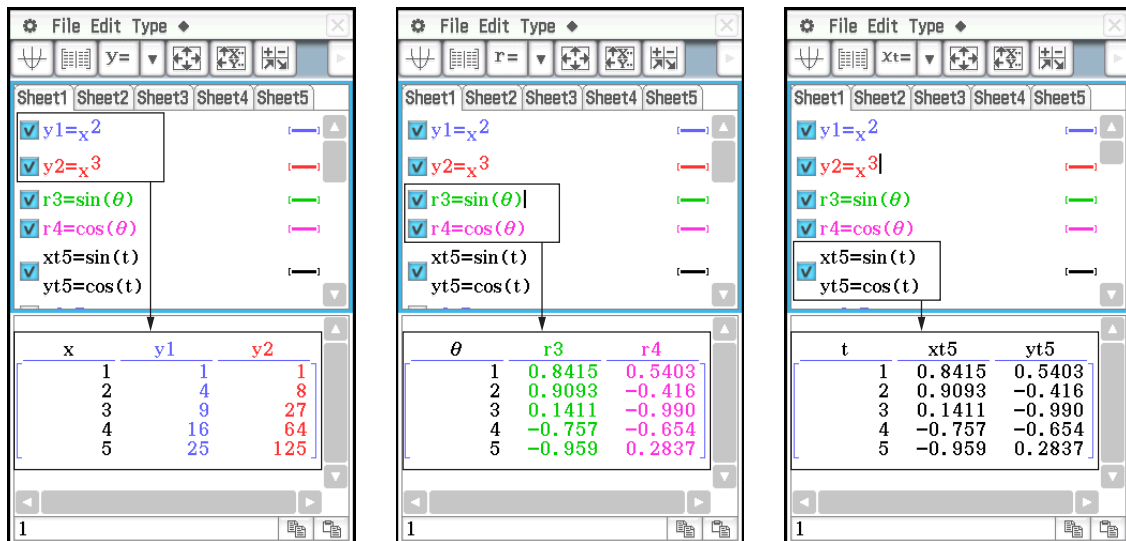 File Edit Type ◆
y=
Sheet1 Sheet2 Sheet3 Sheet4 Sheet5
y1=x^2
y2=x^3
r3=sin(θ)
r4=cos(θ)
xt5=sin(t)
yt5=cos(t)
x y1 y2
1 1 1
2 4 8
3 9 27
4 16 64
5 25 125
1
File Edit Type ◆
r=
Sheet1 Sheet2 Sheet3 Sheet4 Sheet5
y1=x^2
y2=x^3
r3=sin(θ)
r4=cos(θ)
xt5=sin(t)
yt5=cos(t)
θ r3 r4
1 0.8415 0.5403
2 0.9093 -0.416
3 0.1411 -0.990
4 -0.757 -0.654
5 -0.959 0.2837
1
File Edit Type ◆
xt=
Sheet1 Sheet2 Sheet3 Sheet4 Sheet5
y1=x^2
y2=x^3
r3=sin(θ)
r4=cos(θ)
xt5=sin(t)
yt5=cos(t)
t xt5 yt5
1 0.8415 0.5403
2 0.9093 -0.416
3 0.1411 -0.990
4 -0.757 -0.654
5 -0.959 0.2837
1